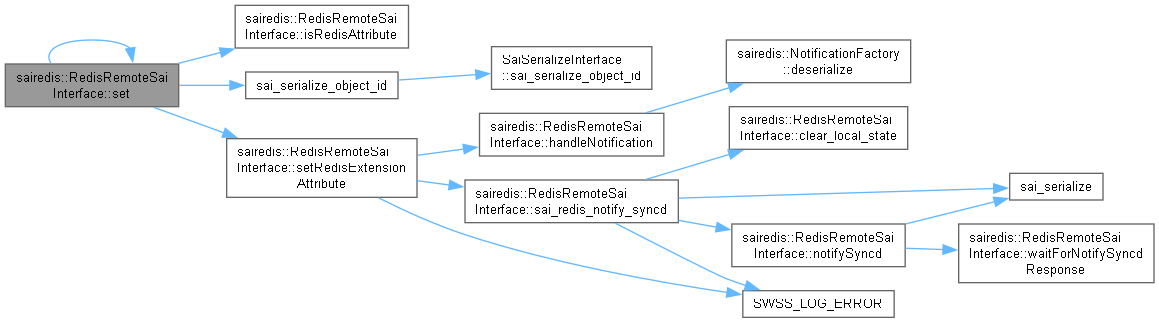 sairedis::RedisRemoteSai
Interface::set
sairedis::RedisRemoteSai
Interface::isRedisAttribute
sai_serialize_object_id
SaiSerializeInterface
::sai_serialize_object_id
sairedis::RedisRemoteSai
Interface::setRedisExtension
Attribute
sairedis::RedisRemoteSai
Interface::handleNotification
sairedis::NotificationFactory
::deserialize
sairedis::RedisRemoteSai
Interface::sai_redis_notify_syncd
sairedis::RedisRemoteSai
Interface::clear_local_state
sai_serialize
sairedis::RedisRemoteSai
Interface::notifySyncd
sairedis::RedisRemoteSai
Interface::waitForNotifySyncd
Response
SWSS_LOG_ERROR